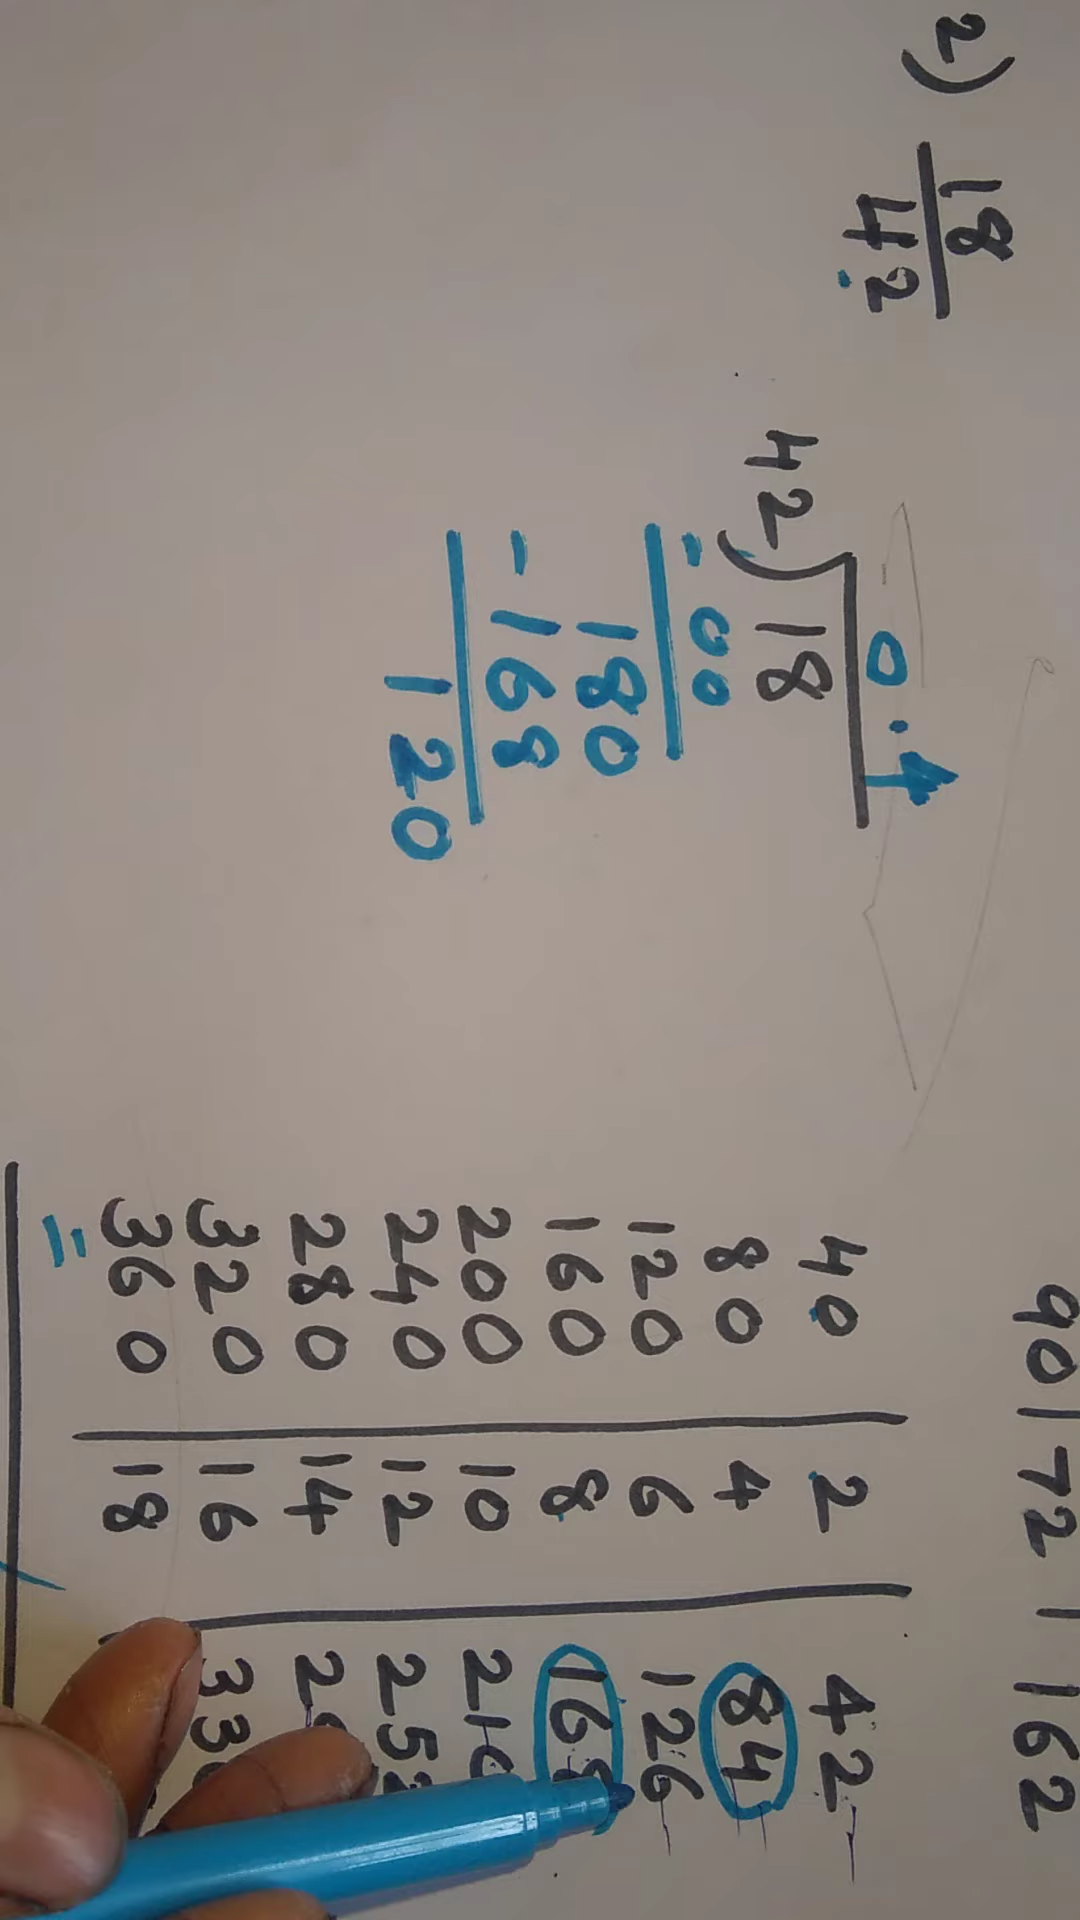 90 | 72 | 162
2) 18
42
0.4
42)18
- 00
180
- 168
120
40 | 2 | 42
80 | 4 | 84
120 | 6 | 126
160 | 8 | 168
200 | 10
240 | 12 | 252
280 | 14
320 | 16
360 | 18